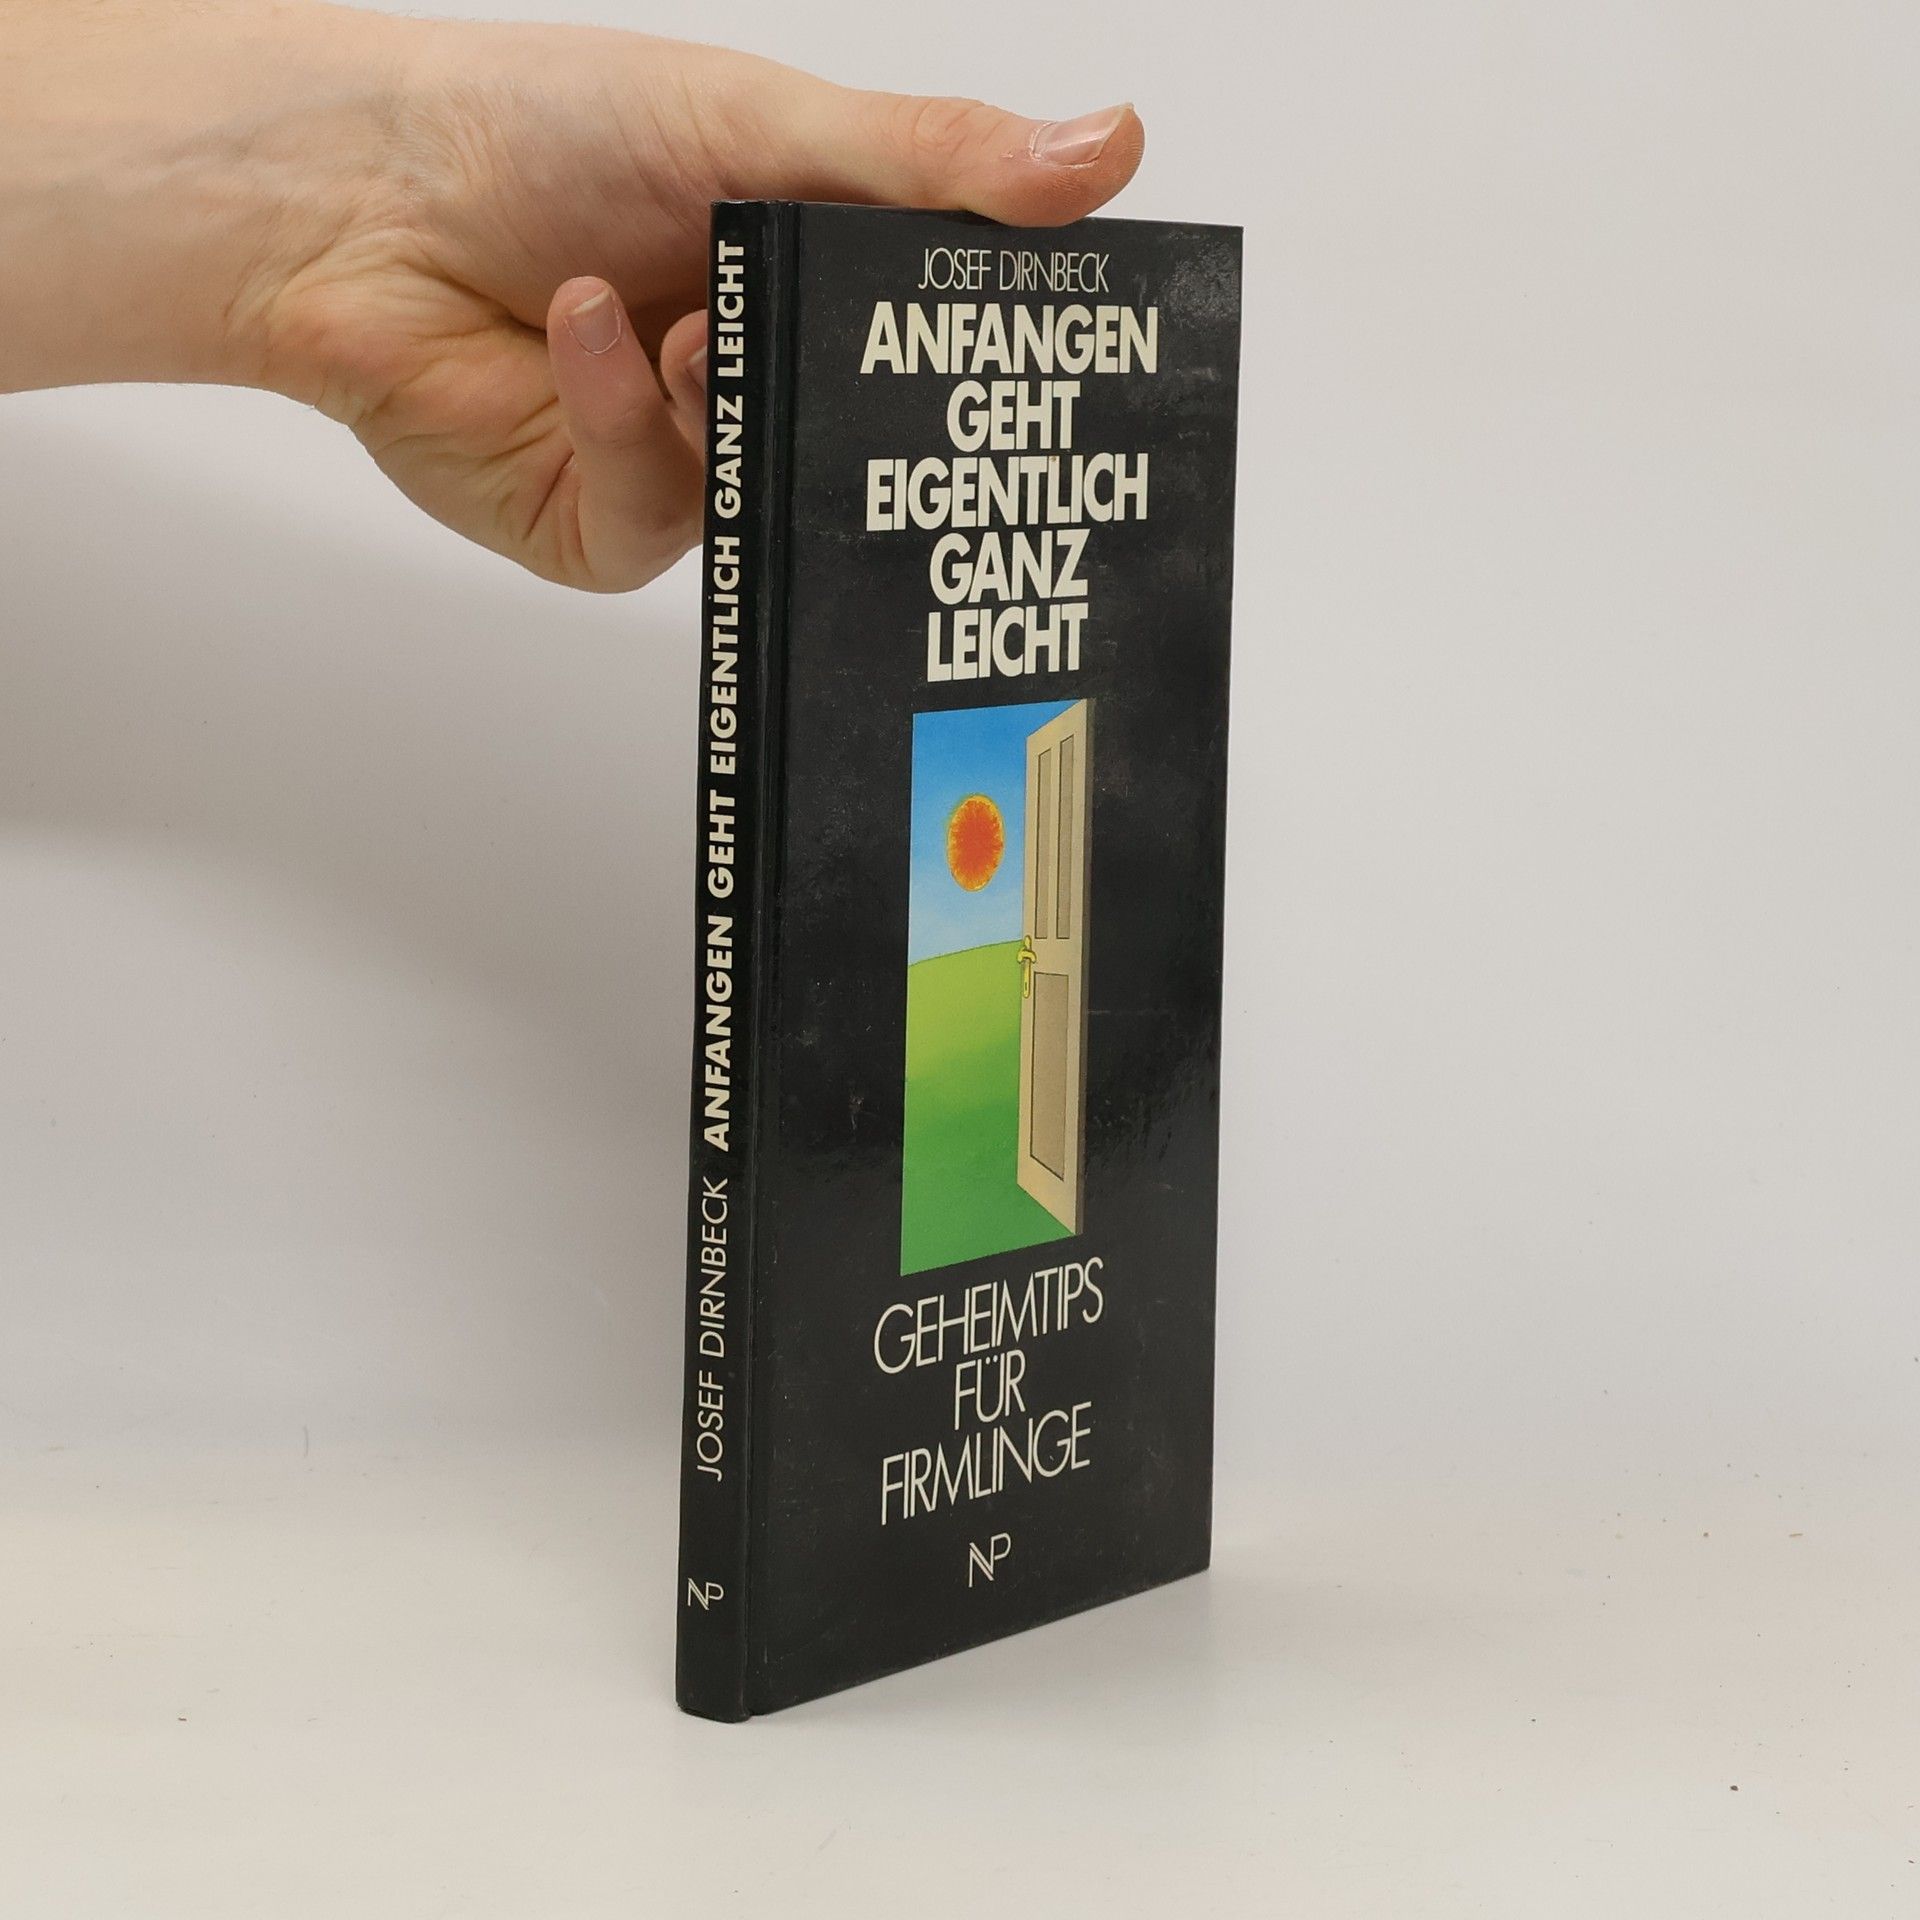 JOSEF DIRNBECK ANFANGEN GEHT EIGENTLICH GANZ LEICHT
NP
JOSEF DIRNBECK
ANFANGEN
GEHT
EIGENTLICH
GANZ
LEICHT
GEHEIMTIPS
FÜR
FIRMLINGE
NP